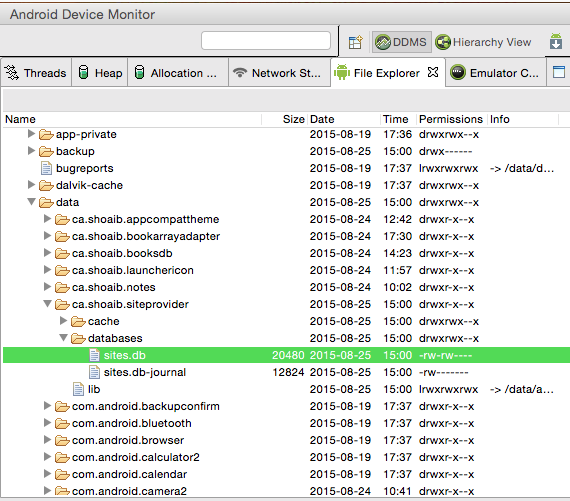 Android Device Monitor
DDMS Hierarchy View
Threads Heap Allocation ... Network St... File Explorer Emulator C...
Name Size Date Time Permissions Info
app-private 2015-08-19 17:36 drwxrwx--x
backup 2015-08-25 15:00 drwx------
bugreports 2015-08-19 17:37 lrwxrwxrwx -> /data/d...
dalvik-cache 2015-08-19 17:37 drwxrwx--x
data 2015-08-25 15:00 drwxrwx--x
ca.shoaib.appcompattheme 2015-08-24 12:42 drwxr-x--x
ca.shoaib.bookarrayadapter 2015-08-24 17:30 drwxr-x--x
ca.shoaib.booksdb 2015-08-24 14:23 drwxr-x--x
ca.shoaib.launchericon 2015-08-24 11:57 drwxr-x--x
ca.shoaib.notes 2015-08-24 10:02 drwxr-x--x
ca.shoaib.siteprovider 2015-08-25 15:00 drwxr-x--x
cache 2015-08-25 15:00 drwxrwx--x
databases 2015-08-25 15:00 drwxrwx--x
sites.db 20480 2015-08-25 15:00 -rw-rw----
sites.db-journal 12824 2015-08-25 15:00 -rw-------
lib 2015-08-25 15:00 lrwxrwxrwx -> /data/a...
com.android.backupconfirm 2015-08-19 17:37 drwxr-x--x
com.android.bluetooth 2015-08-19 17:37 drwxr-x--x
com.android.browser 2015-08-19 17:37 drwxr-x--x
com.android.calculator2 2015-08-19 17:37 drwxr-x--x
com.android.calendar 2015-08-19 17:37 drwxr-x--x
com.android.camera2 2015-08-24 10:41 drwxr-x--x